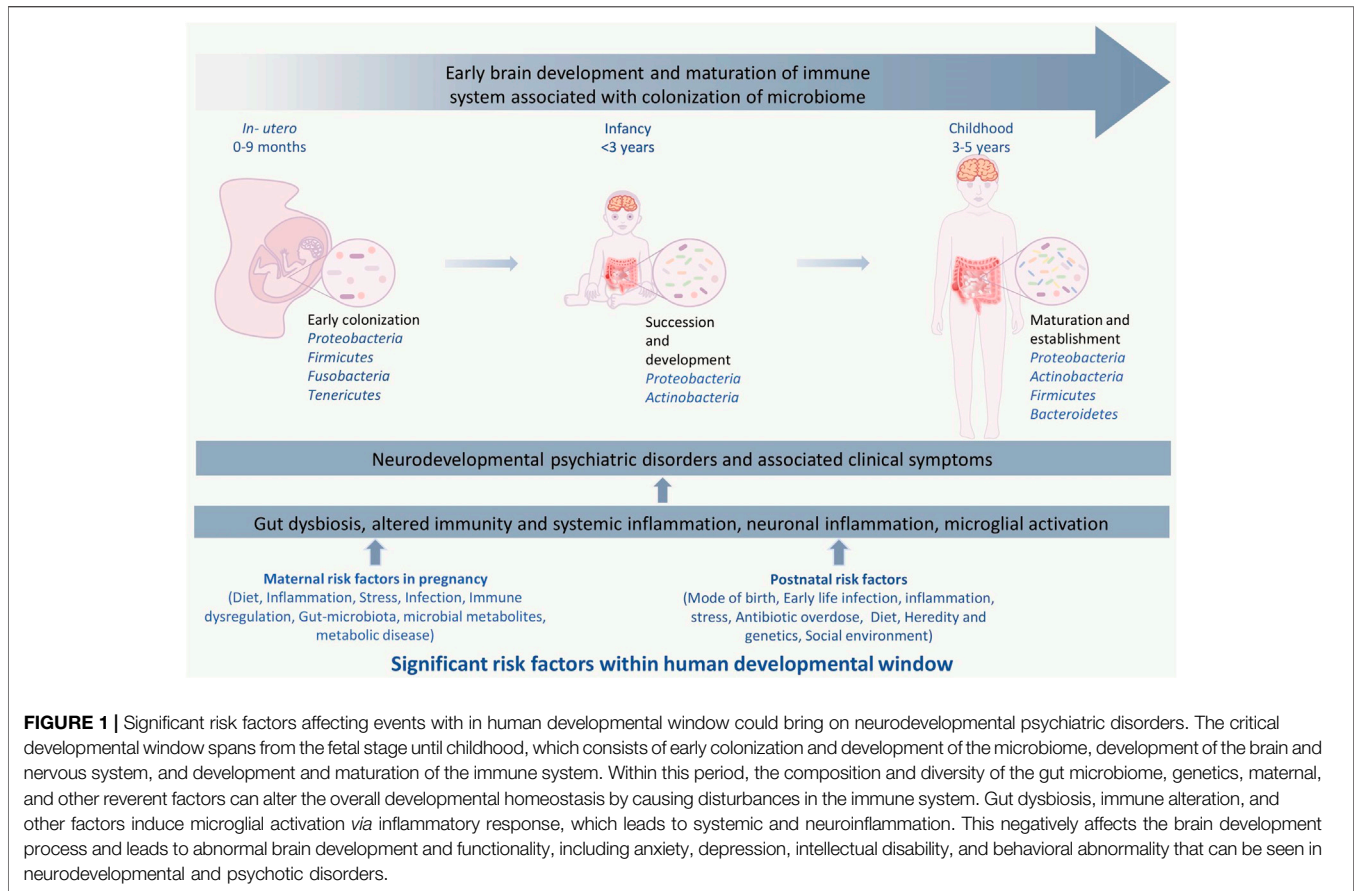 Early brain development and maturation of immune
system associated with colonization of microbiome
In- utero
0-9 months
Infancy
<3 years
Childhood
3-5 years
Early colonization
Proteobacteria
Firmicutes
Fusobacteria
Tenericutes
Succession
and
development
Proteobacteria
Actinobacteria
Maturation and
establishment
Proteobacteria
Actinobacteria
Firmicutes
Bacteroidetes
Neurodevelopmental psychiatric disorders and associated clinical symptoms
Gut dysbiosis, altered immunity and systemic inflammation, neuronal inflammation, microglial activation
Maternal risk factors in pregnancy
(Diet, Inflammation, Stress, Infection, Immune
dysregulation, Gut-microbiota, microbial metabolites,
metabolic disease)
Postnatal risk factors
(Mode of birth, Early life infection, inflammation,
stress, Antibiotic overdose, Diet, Heredity and
genetics, Social environment)
Significant risk factors within human developmental window
FIGURE 1 | Significant risk factors affecting events with in human developmental window could bring on neurodevelopmental psychiatric disorders. The critical
developmental window spans from the fetal stage until childhood, which consists of early colonization and development of the microbiome, development of the brain and
nervous system, and development and maturation of the immune system. Within this period, the composition and diversity of the gut microbiome, genetics, maternal,
and other reverent factors can alter the overall developmental homeostasis by causing disturbances in the immune system. Gut dysbiosis, immune alteration, and
other factors induce microglial activation via inflammatory response, which leads to systemic and neuroinflammation. This negatively affects the brain development
process and leads to abnormal brain development and functionality, including anxiety, depression, intellectual disability, and behavioral abnormality that can be seen in
neurodevelopmental and psychotic disorders.